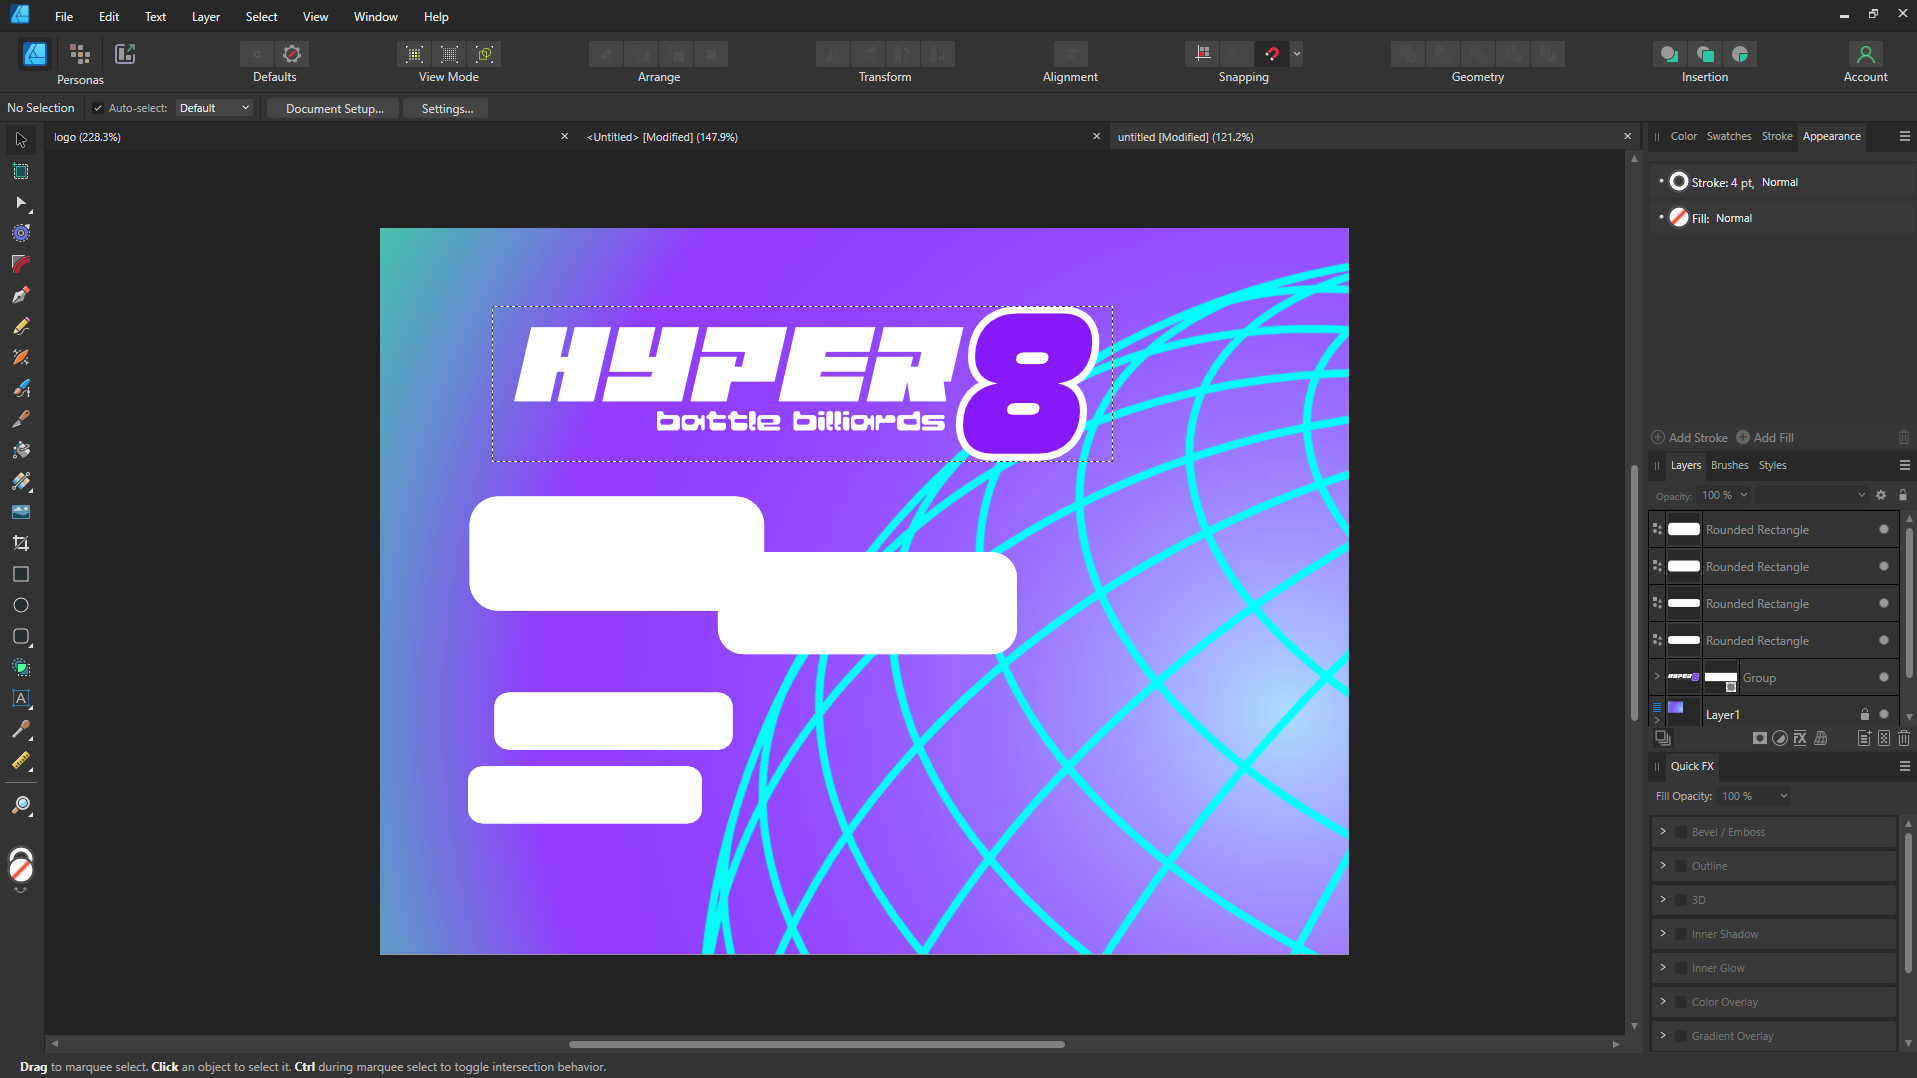 File Edit Text Layer Select View Window Help
Personas Defaults View Mode Arrange Transform Alignment Snapping Geometry Insertion Account
No Selection Auto-select: Default Document Setup... Settings...
logo (228.3%) <Untitled> [Modified] (147.9%) untitled [Modified] (121.2%)
Color Swatches Stroke Appearance
Stroke: 4 pt, Normal
Fill: Normal
HYPER 8
battle billiards
Add Stroke Add Fill
Layers Brushes Styles
Opacity: 100 %
Rounded Rectangle
Rounded Rectangle
Rounded Rectangle
Rounded Rectangle
HYPER8 Group
Layer1
Quick FX
Fill Opacity: 100 %
Bevel / Emboss
Outline
3D
Inner Shadow
Inner Glow
Color Overlay
Gradient Overlay
Drag to marquee select. Click an object to select it. Ctrl during marquee select to toggle intersection behavior.